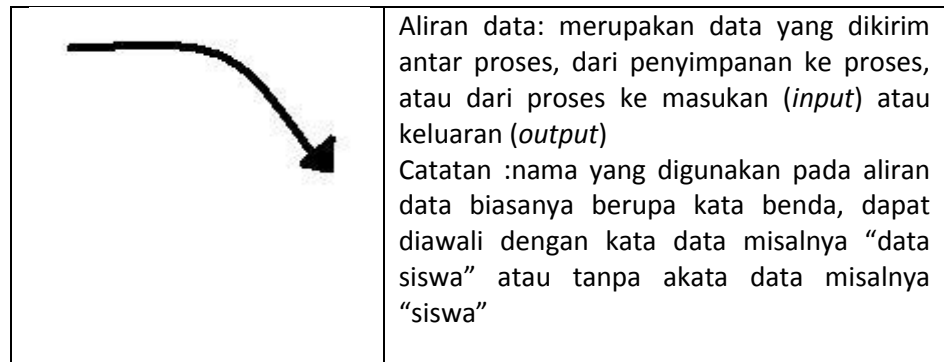 Aliran data: merupakan data yang dikirim
antar proses, dari penyimpanan ke proses,
atau dari proses ke masukan (input) atau
keluaran (output)
Catatan :nama yang digunakan pada aliran
data biasanya berupa kata benda, dapat
diawali dengan kata data misalnya “data
siswa” atau tanpa akata data misalnya
“siswa”